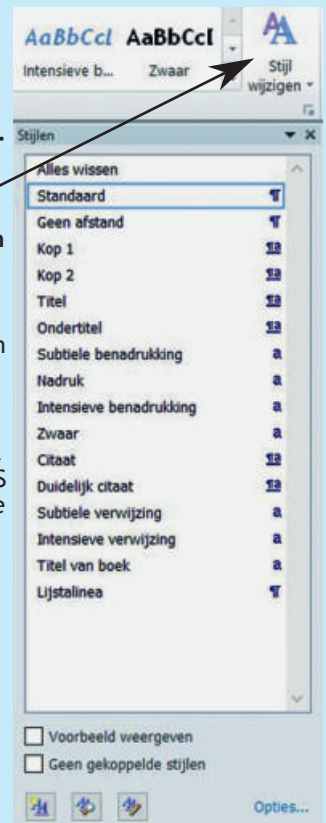 AaBbCcl AaBbCcl
Intensieve b... Zwaar
Stijl
wijzigen
Stijlen
Alles wissen
Standaard ¶
Geen afstand ¶
Kop 1 ¶a
Kop 2 ¶a
Titel ¶a
Ondertitel ¶a
Subtiele benadrukking a
Nadruk a
Intensieve benadrukking a
Zwaar a
Citaat ¶a
Duidelijk citaat ¶a
Subtiele verwijzing a
Intensieve verwijzing a
Titel van boek a
Lijstalinea ¶
Voorbeeld weergeven
Geen gekoppelde stijlen
Opties...